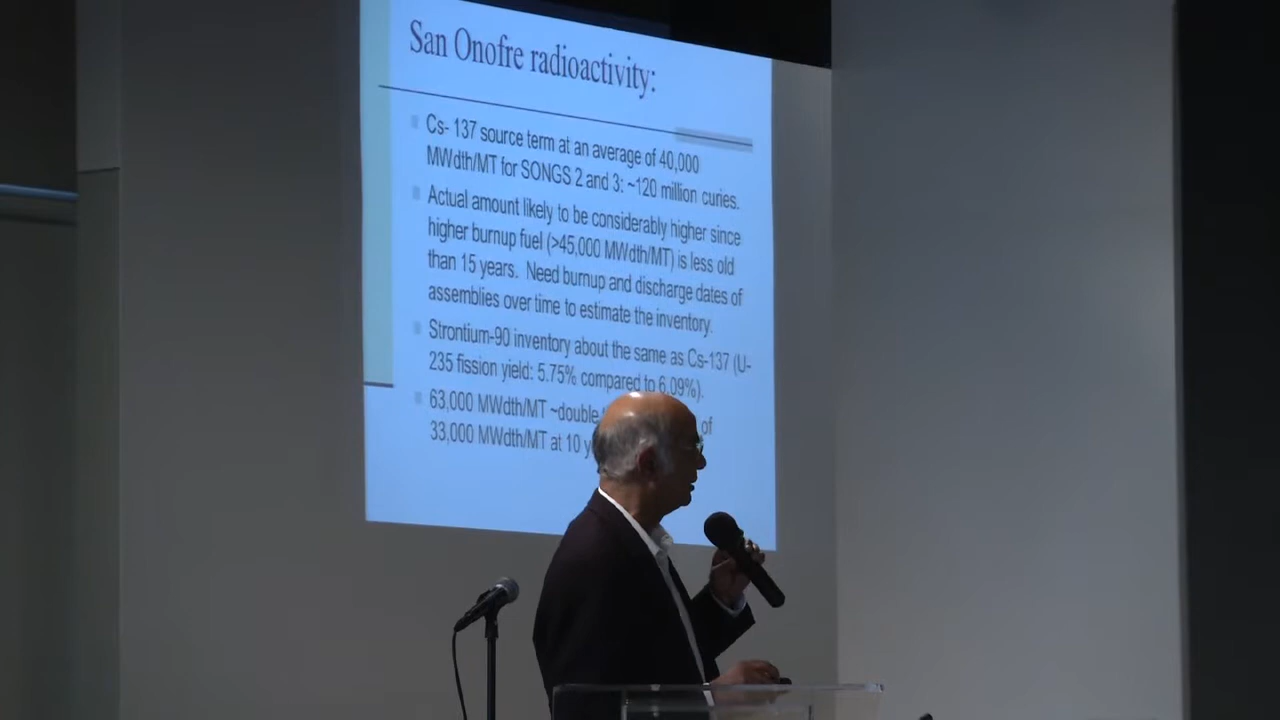 San Onofre radioactivity:
Cs- 137 source term at an average of 40,000
MWdth/MT for SONGS 2 and 3: ~120 million curies.
Actual amount likely to be considerably higher since
higher burnup fuel (>45,000 MWdth/MT) is less old
than 15 years. Need burnup and discharge dates of
assemblies over time to estimate the inventory.
Strontium-90 inventory about the same as Cs-137 (U-
235 fission yield: 5.75% compared to 6.09%).
63,000 MWdth/MT ~double of
33,000 MWdth/MT at 10